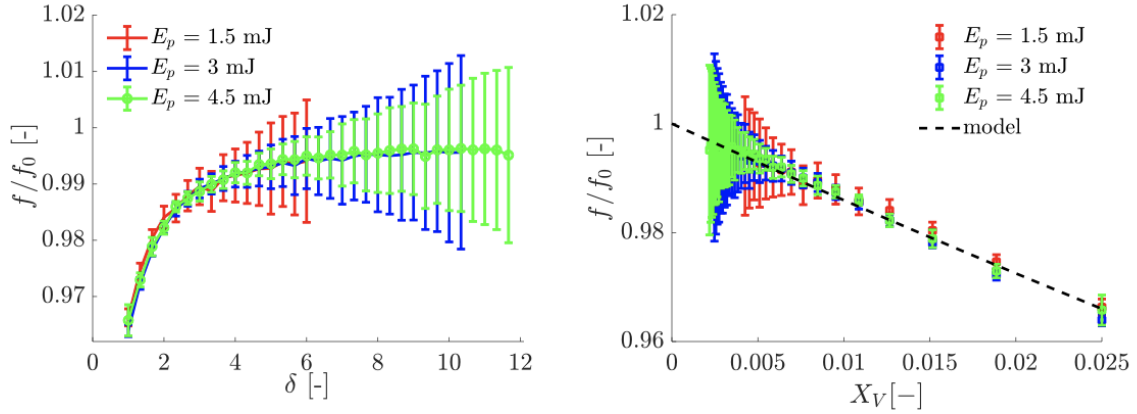 1.02
1.01
1
0.99
0.98
0.97
f/f₀ [-]
E_p = 1.5 mJ
E_p = 3 mJ
E_p = 4.5 mJ
0 2 4 6 8 10 12
δ [-]
1.02
1
0.98
0.96
f/f₀ [-]
E_p = 1.5 mJ
E_p = 3 mJ
E_p = 4.5 mJ
model
0 0.005 0.01 0.015 0.02 0.025
X_V[−]